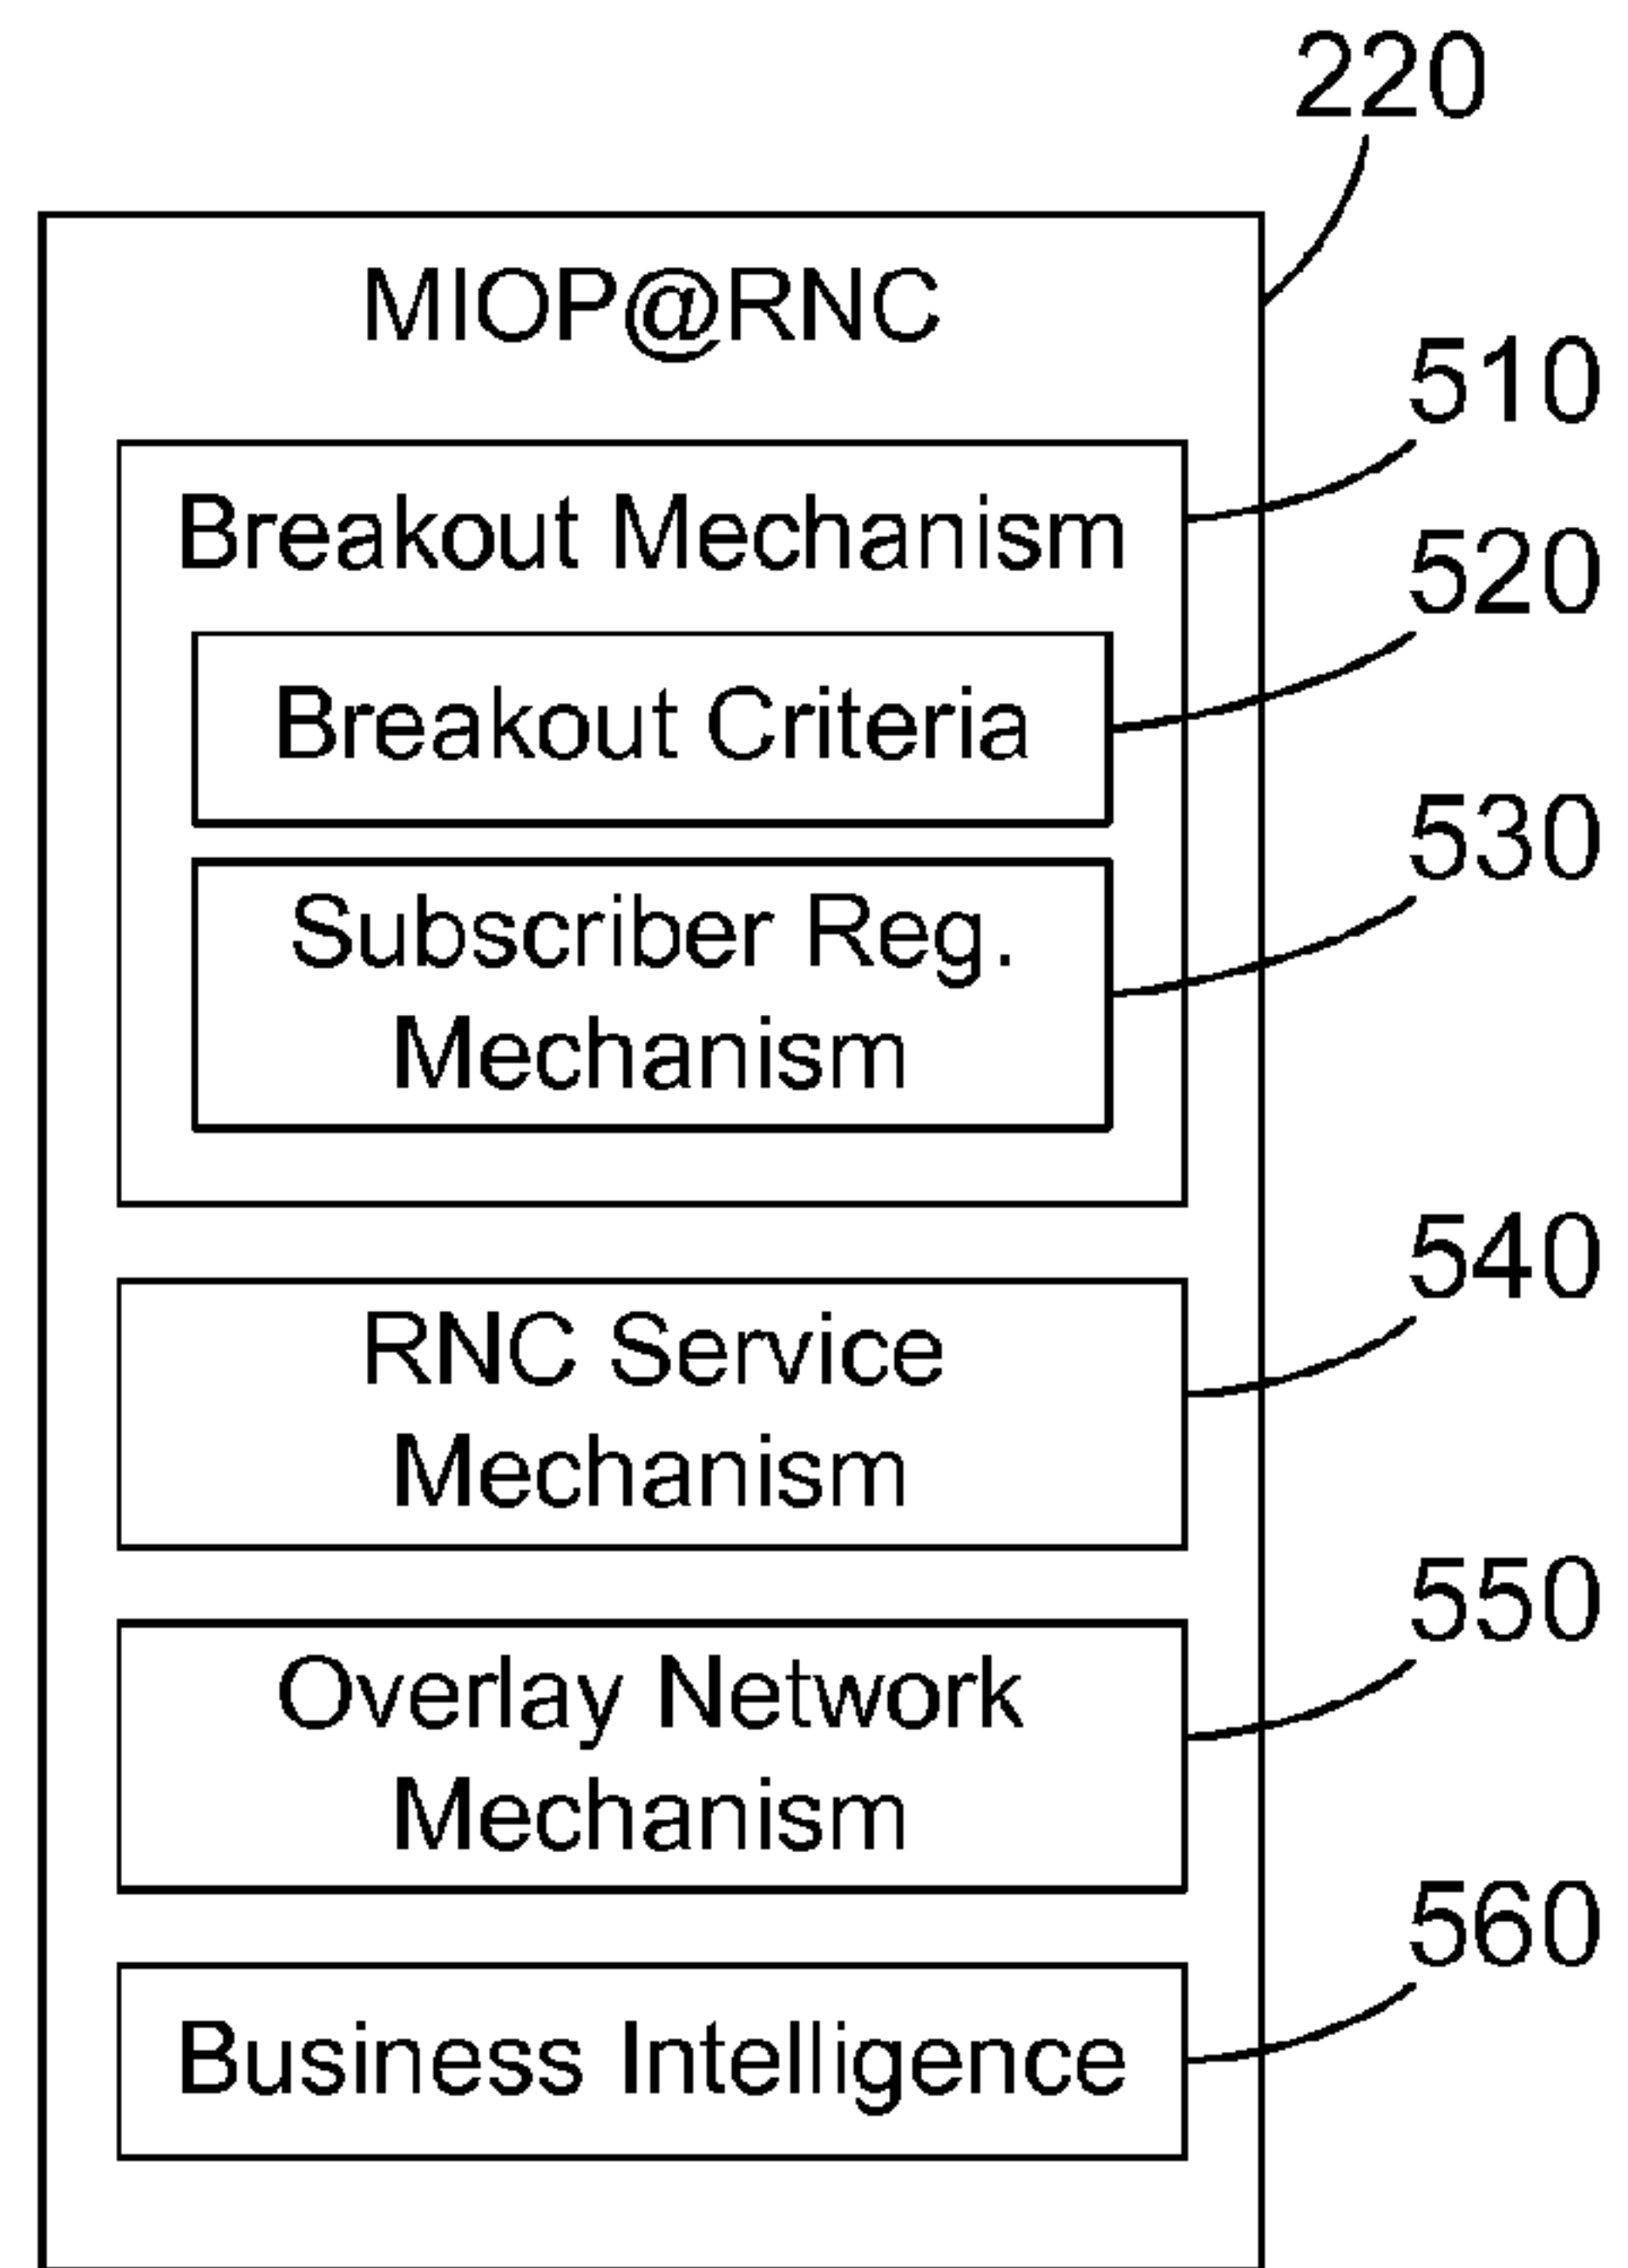 220
MIOP@RNC
510
Breakout Mechanism
520
Breakout Criteria
530
Subscriber Reg.
Mechanism
540
RNC Service
Mechanism
550
Overlay Network
Mechanism
560
Business Intelligence